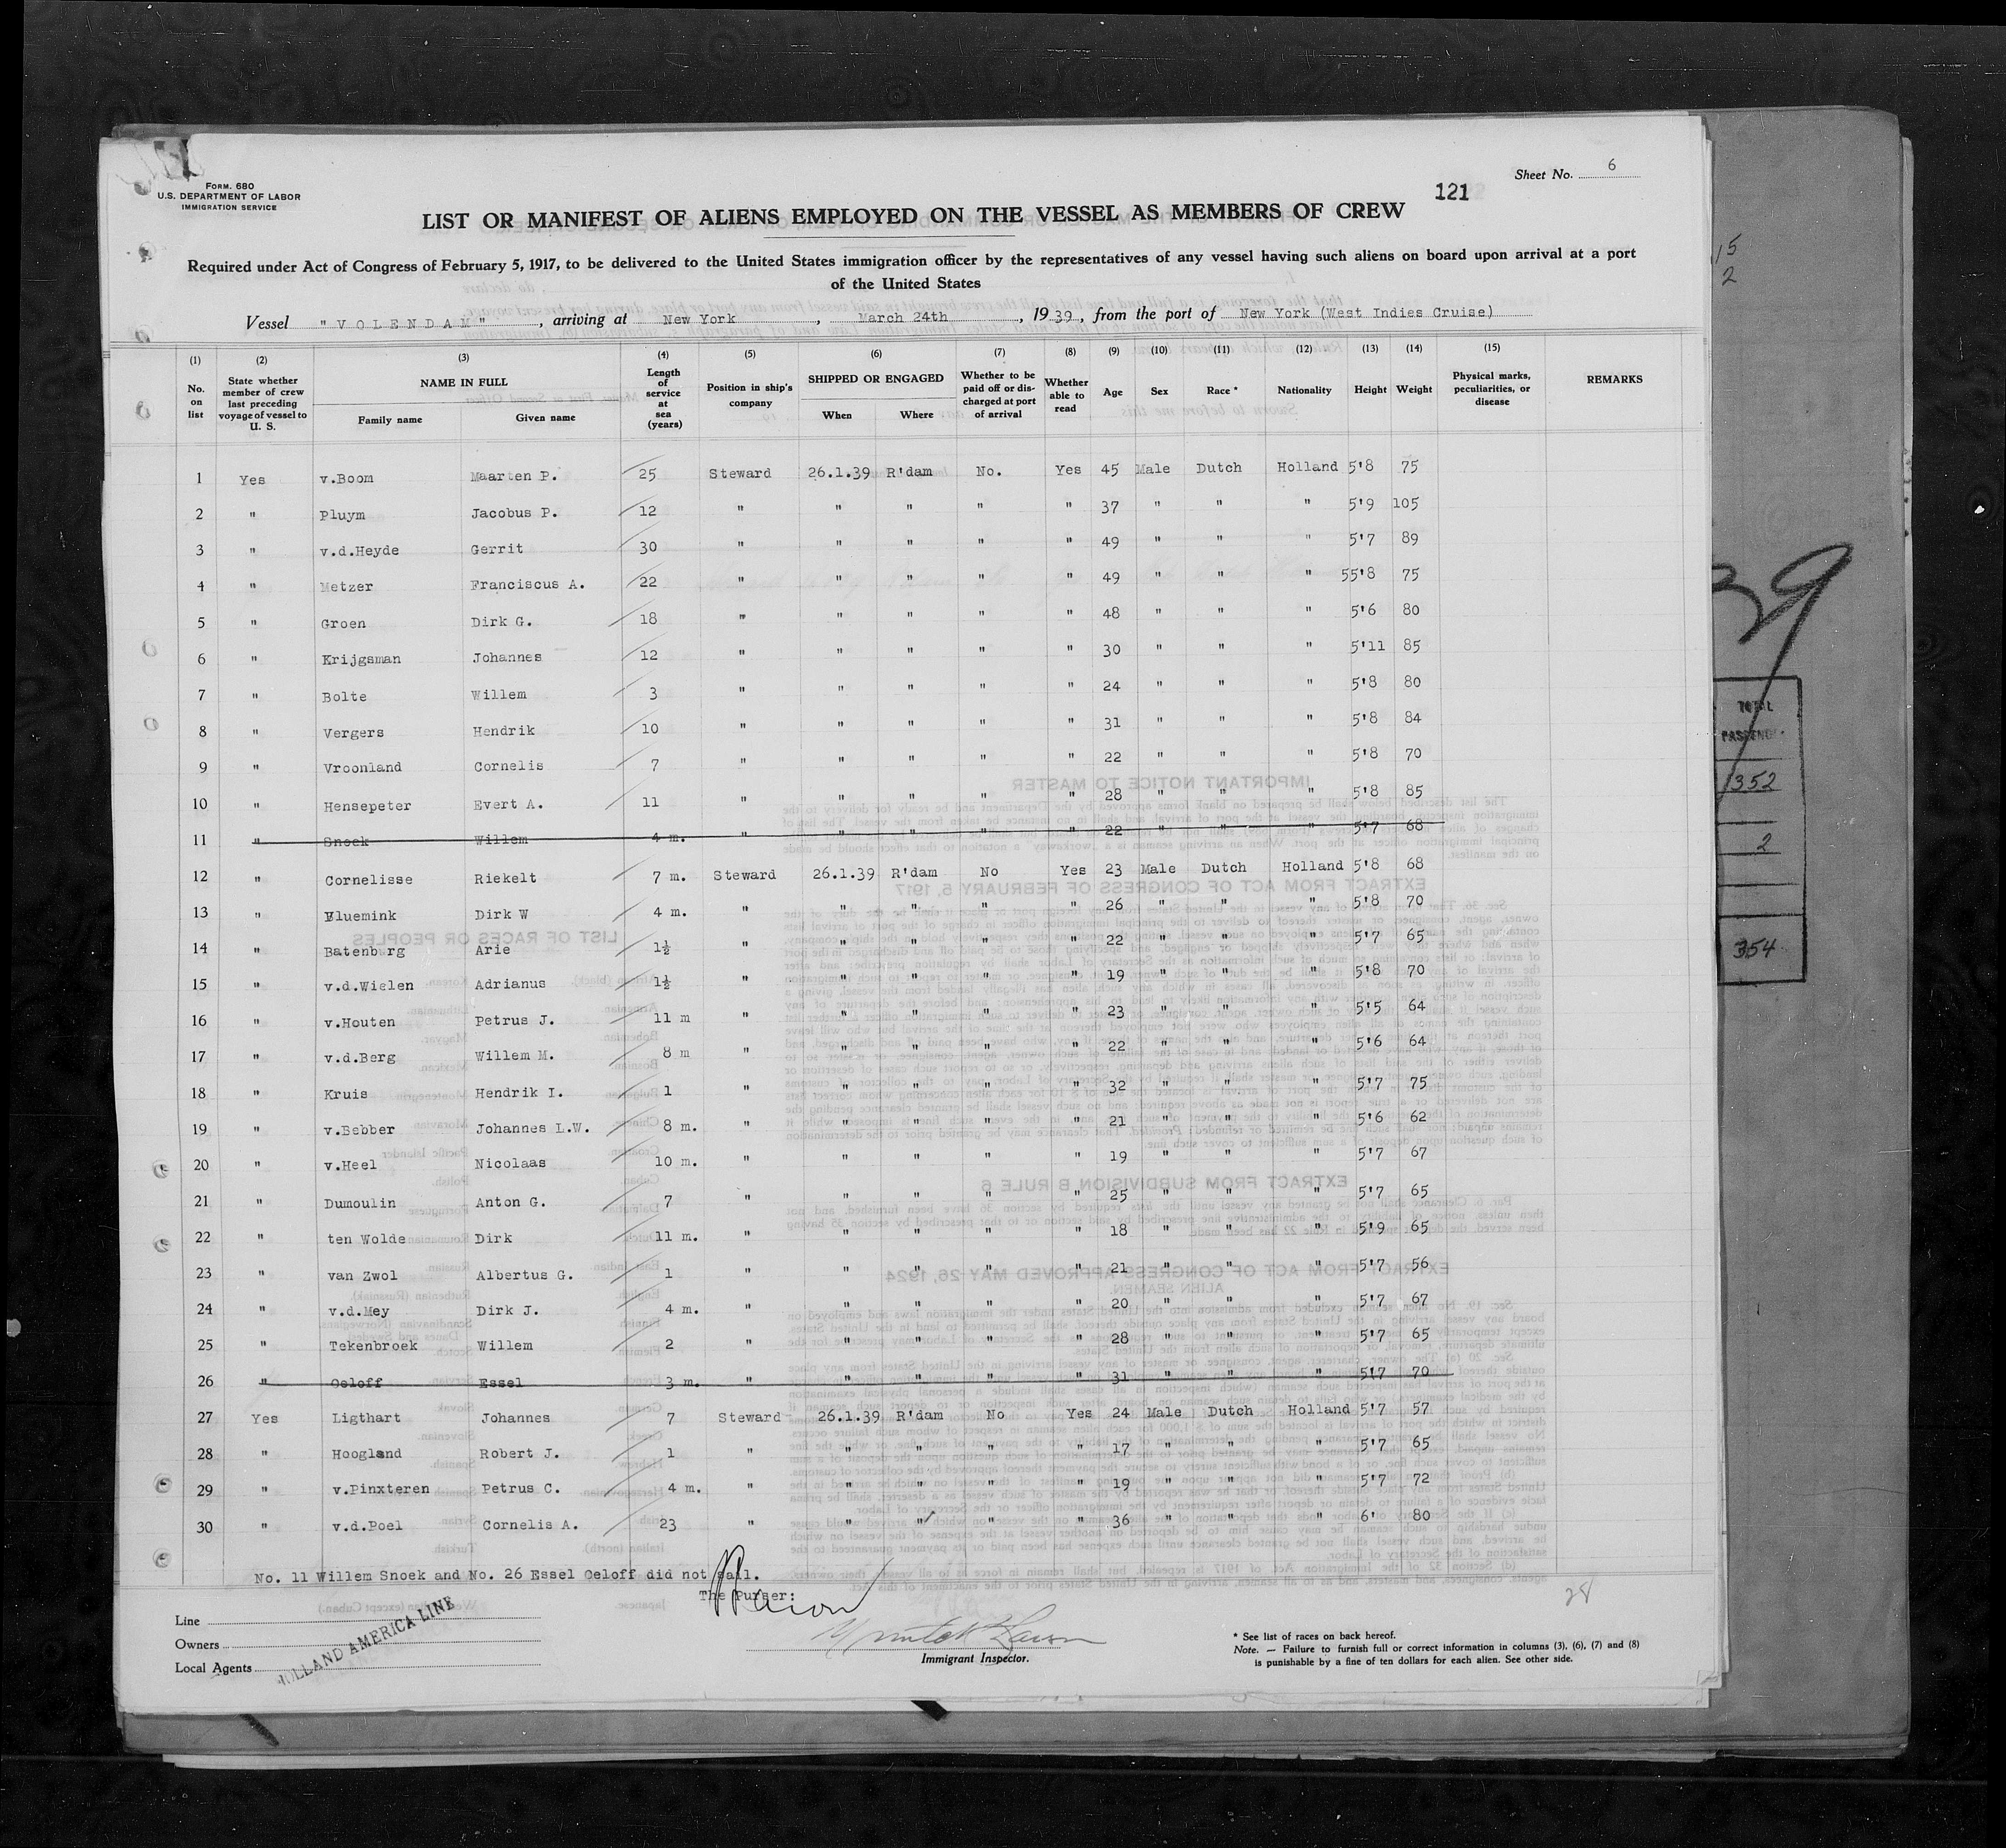 Form. 680
U.S. DEPARTMENT OF LABOR
IMMIGRATION SERVICE
Sheet No. 6
121
LIST OR MANIFEST OF ALIENS EMPLOYED ON THE VESSEL AS MEMBERS OF CREW
Required under Act of Congress of February 5, 1917, to be delivered to the United States immigration officer by the representatives of any vessel having such aliens on board upon arrival at a port
of the United States
Vessel "VOLENDAM", arriving at New York, March 24th, 1939, from the port of New York (West Indies Cruise)
(1) (2) (3) (4) (5) (6) (7) (8) (9) (10) (11) (12) (13) (14) (15)
No. on list | State whether member of crew last preceding voyage of vessel to U. S. | NAME IN FULL | Length of service at sea (years) | Position in ship's company | SHIPPED OR ENGAGED | Whether to be paid off or discharged at port of arrival | Whether able to read | Age | Sex | Race * | Nationality | Height | Weight | Physical marks, peculiarities, or disease | REMARKS
Family name | Given name | When | Where
1 Yes v.Boom Maarten P. 25 Steward 26.1.39 R'dam No. Yes 45 Male Dutch Holland 5'8 75
2 " Pluym Jacobus P. 12 " " " " " 37 " " " 5'9 105
3 " v.d.Heyde Gerrit 30 " " " " " 49 " " " 5'7 89
4 " Metzer Franciscus A. 22 " " " " " 49 " " " 55'8 75
5 " Groen Dirk G. 18 " " " " " 48 " " " 5'6 80
6 " Krijgsman Johannes 12 " " " " " 30 " " " 5'11 85
7 " Bolte Willem 3 " " " " " 24 " " " 5'8 80
8 " Vergers Hendrik 10 " " " " " 31 " " " 5'8 84
9 " Vroonland Cornelis 7 " " " " " 22 " " " 5'8 70
10 " Hensepeter Evert A. 11 " " " " " 28 " " " 5'8 85
11 " Snoek Willem 4 m. " " " " " 22 " " " 5'7 68
12 " Cornelisse Riekelt 7 m. Steward 26.1.39 R'dam No Yes 23 Male Dutch Holland 5'8 68
13 " Bluemink Dirk W 4 m. " " " " " 26 " " " 5'8 70
14 " Batenburg Arie 1½ " " " " " 22 " " " 5'7 65
15 " v.d.Wielen Adrianus 1½ " " " " " 19 " " " 5'8 70
16 " v.Houten Petrus J. 11 m " " " " " 23 " " " 5'5 64
17 " v.d.Berg Willem M. 8 m " " " " " 22 " " " 5'6 64
18 " Kruis Hendrik I. 1 " " " " " 32 " " " 5'7 75
19 " v.Bebber Johannes L.W. 8 m. " " " " " 21 " " " 5'6 62
20 " v.Heel Nicolaas 10 m. " " " " " 19 " " " 5'7 67
21 " Dumoulin Anton G. 7 " " " " " 25 " " " 5'7 65
22 " ten Wolde Dirk 11 m. " " " " " 18 " " " 5'9 65
23 " van Zwol Albertus G. 1 " " " " " 21 " " " 5'7 56
24 " v.d.Mey Dirk J. 4 m. " " " " " 20 " " " 5'7 67
25 " Tekenbroek Willem 2 " " " " " 28 " " " 5'7 65
26 " Oeloff Essel 3 m. " " " " " 31 " " " 5'7 70
27 Yes Ligthart Johannes 7 Steward 26.1.39 R'dam No Yes 24 Male Dutch Holland 5'7 57
28 " Hoogland Robert J. 1 " " " " " 17 " " " 5'7 65
29 " v.Pinxteren Petrus C. 4 m. " " " " " 19 " " " 5'7 72
30 " v.d.Poel Cornelis A. 23 " " " " " 36 " " " 6' 80
No. 11 Willem Snoek and No. 26 Essel Oeloff did not sail.
The Purser:
28
Line
Owners
Local Agents
HOLLAND AMERICA LINE
Immigrant Inspector.
* See list of races on back hereof.
Note. — Failure to furnish full or correct information in columns (3), (6), (7) and (8)
is punishable by a fine of ten dollars for each alien. See other side.
15
2
39
TOTAL
PASSENG.
352
2
354